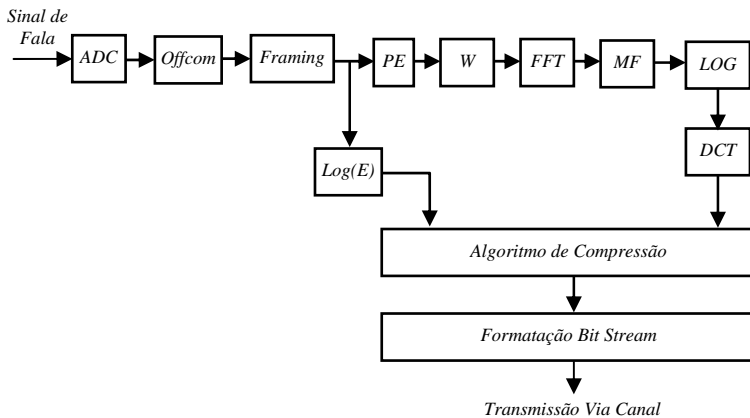 Sinal de
Fala
ADC
Offcom
Framing
PE
W
FFT
MF
LOG
DCT
Log(E)
Algoritmo de Compressão
Formatação Bit Stream
Transmissão Via Canal